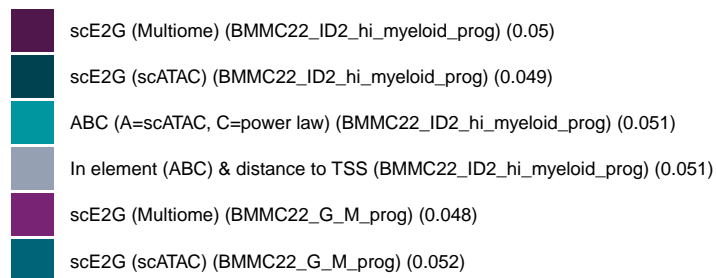 scE2G (Multiome) (BMMC22_ID2_hi_myeloid_prog) (0.05)
scE2G (scATAC) (BMMC22_ID2_hi_myeloid_prog) (0.049)
ABC (A=scATAC, C=power law) (BMMC22_ID2_hi_myeloid_prog) (0.051)
In element (ABC) & distance to TSS (BMMC22_ID2_hi_myeloid_prog) (0.051)
scE2G (Multiome) (BMMC22_G_M_prog) (0.048)
scE2G (scATAC) (BMMC22_G_M_prog) (0.052)